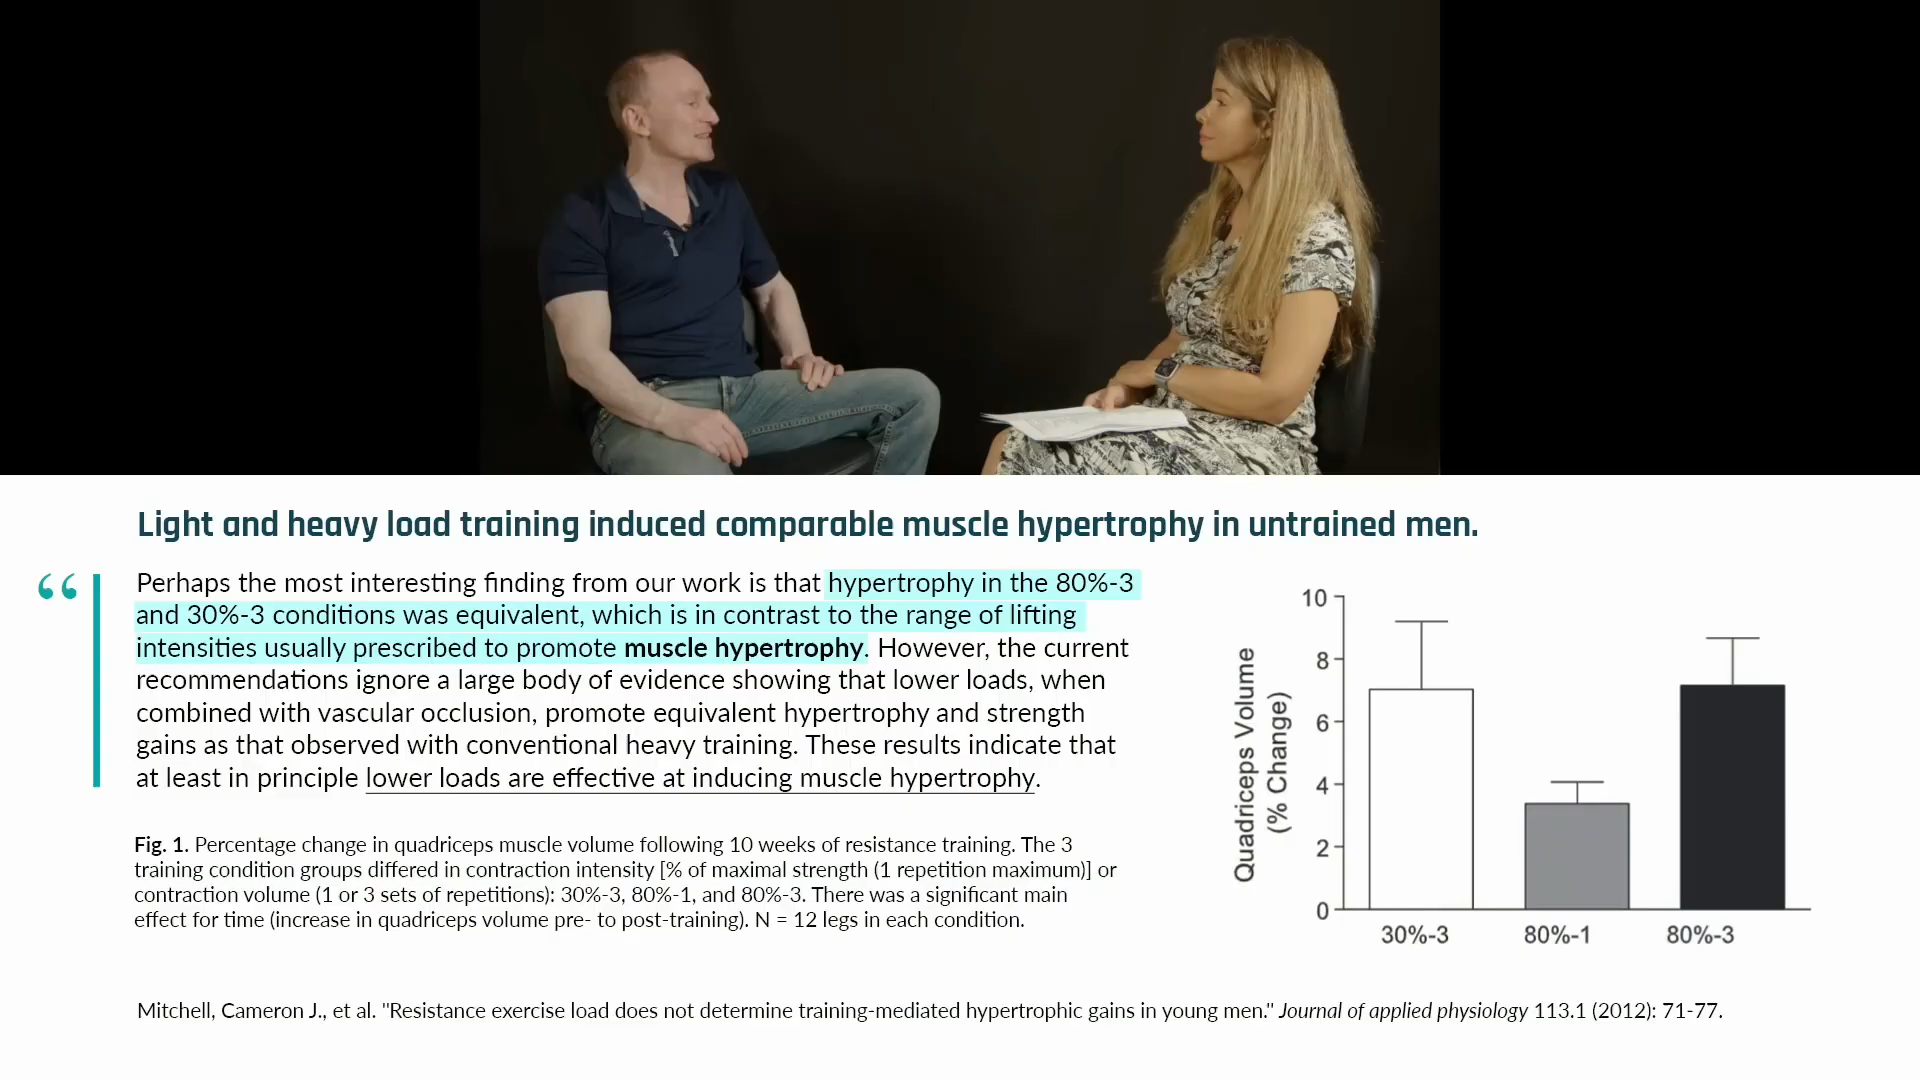 Light and heavy load training induced comparable muscle hypertrophy in untrained men.
“
Perhaps the most interesting finding from our work is that hypertrophy in the 80%-3
and 30%-3 conditions was equivalent, which is in contrast to the range of lifting
intensities usually prescribed to promote muscle hypertrophy. However, the current
recommendations ignore a large body of evidence showing that lower loads, when
combined with vascular occlusion, promote equivalent hypertrophy and strength
gains as that observed with conventional heavy training. These results indicate that
at least in principle lower loads are effective at inducing muscle hypertrophy.
Fig. 1. Percentage change in quadriceps muscle volume following 10 weeks of resistance training. The 3
training condition groups differed in contraction intensity [% of maximal strength (1 repetition maximum)] or
contraction volume (1 or 3 sets of repetitions): 30%-3, 80%-1, and 80%-3. There was a significant main
effect for time (increase in quadriceps volume pre- to post-training). N = 12 legs in each condition.
Quadriceps Volume
(% Change)
10
8
6
4
2
0
30%-3 80%-1 80%-3
Mitchell, Cameron J., et al. "Resistance exercise load does not determine training-mediated hypertrophic gains in young men." Journal of applied physiology 113.1 (2012): 71-77.